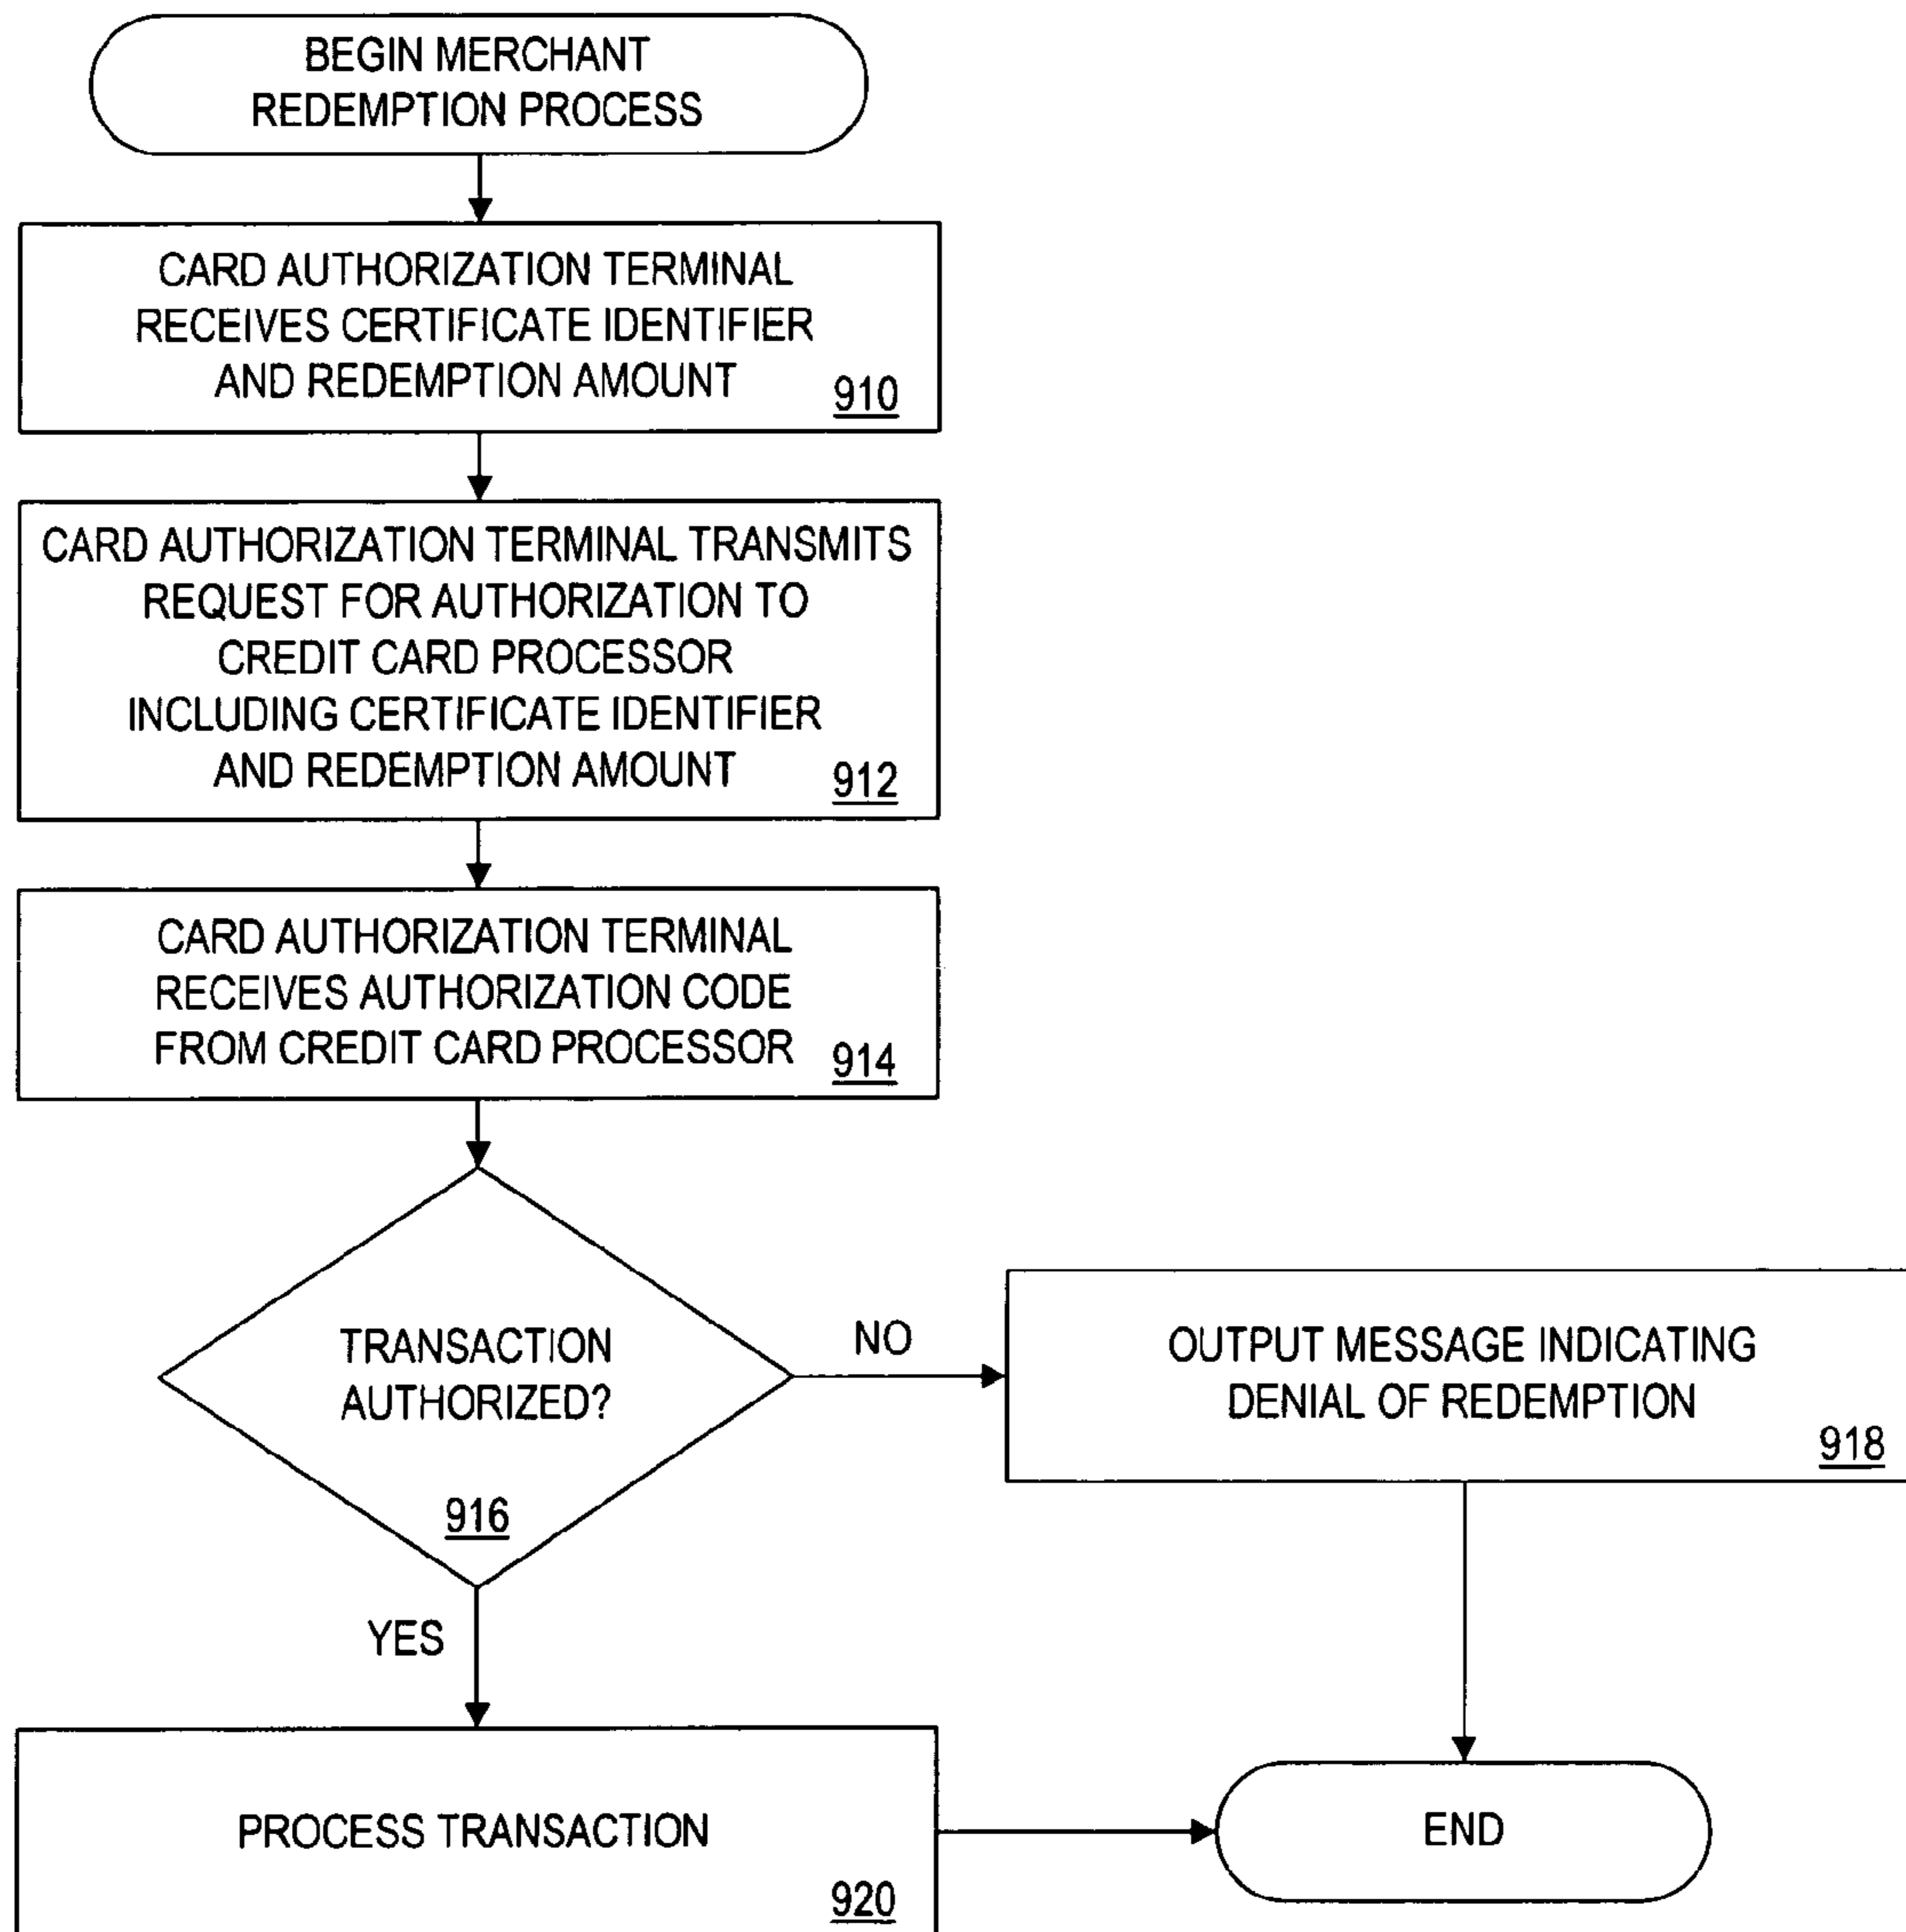 BEGIN MERCHANT
REDEMPTION PROCESS
CARD AUTHORIZATION TERMINAL
RECEIVES CERTIFICATE IDENTIFIER
AND REDEMPTION AMOUNT
910
CARD AUTHORIZATION TERMINAL TRANSMITS
REQUEST FOR AUTHORIZATION TO
CREDIT CARD PROCESSOR
INCLUDING CERTIFICATE IDENTIFIER
AND REDEMPTION AMOUNT
912
CARD AUTHORIZATION TERMINAL
RECEIVES AUTHORIZATION CODE
FROM CREDIT CARD PROCESSOR
914
TRANSACTION
AUTHORIZED?
916
NO
OUTPUT MESSAGE INDICATING
DENIAL OF REDEMPTION
918
YES
PROCESS TRANSACTION
920
END